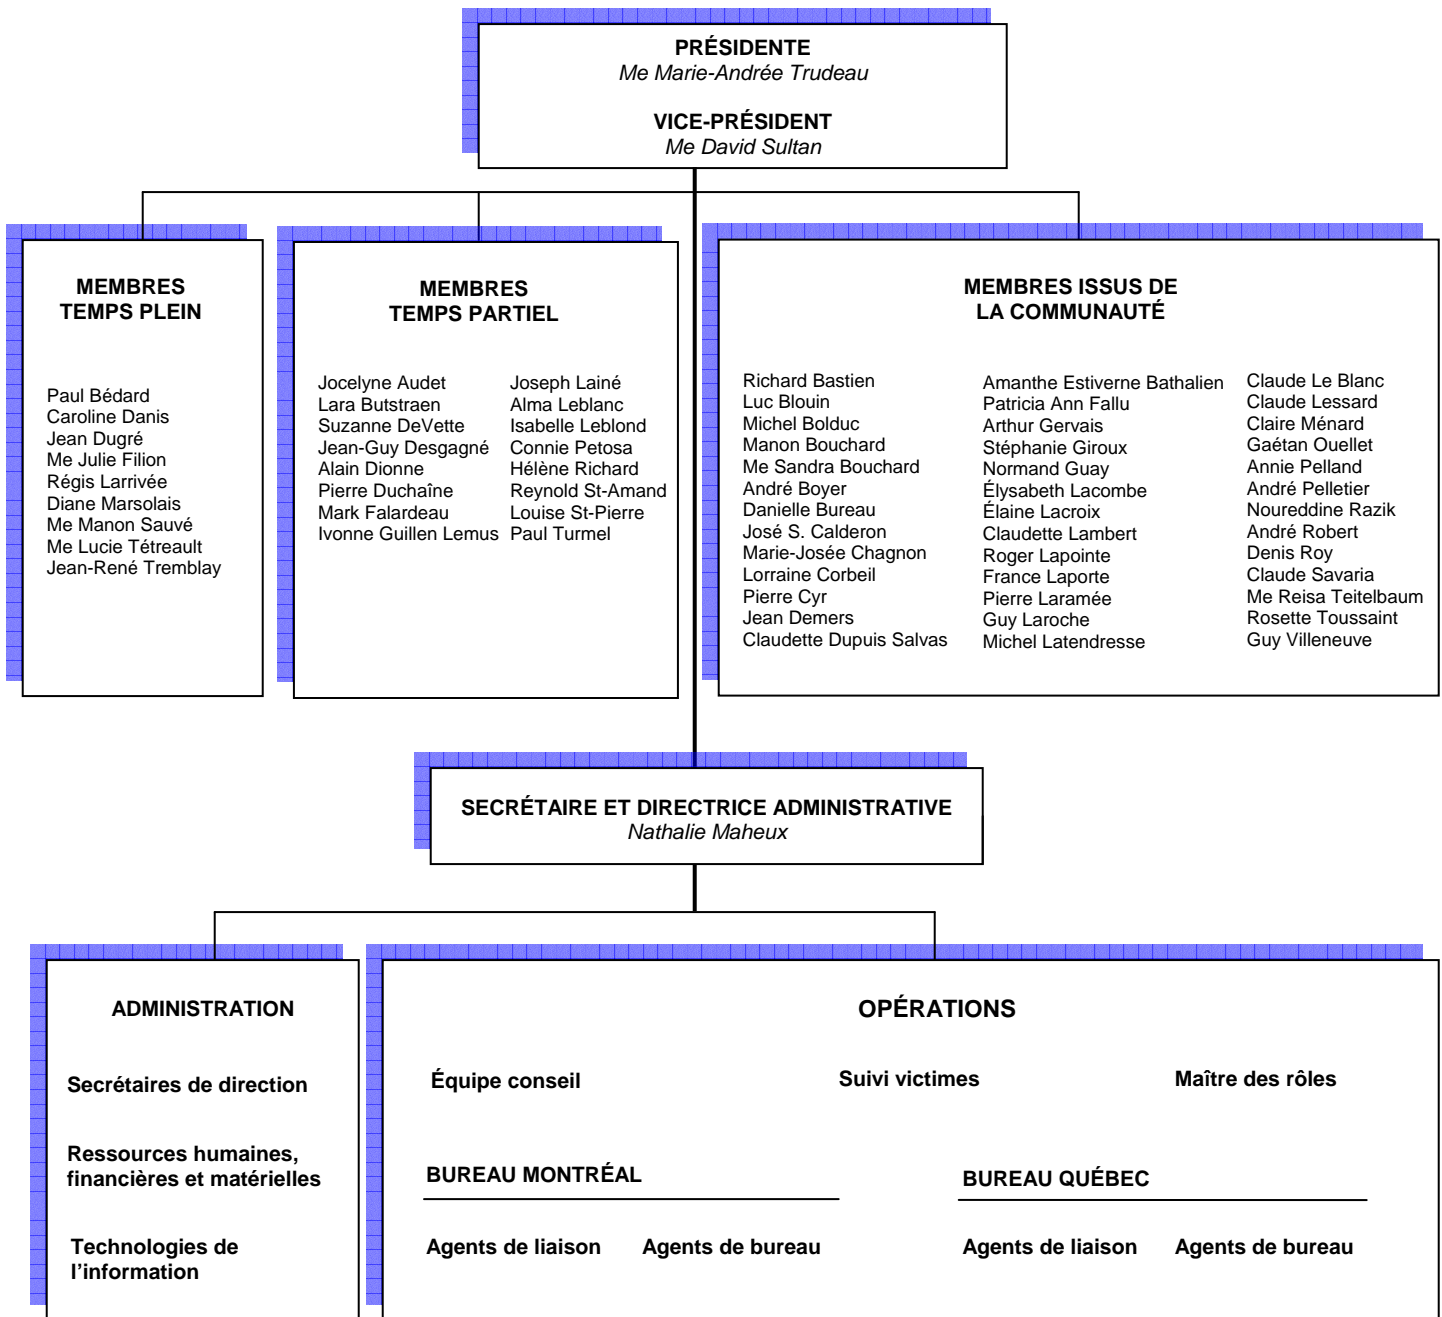 PRÉSIDENTE
Me Marie-Andrée Trudeau
VICE-PRÉSIDENT
Me David Sultan
MEMBRES
TEMPS PLEIN
Paul Bédard
Caroline Danis
Jean Dugré
Me Julie Filion
Régis Larrivée
Diane Marsolais
Me Manon Sauvé
Me Lucie Tétreault
Jean-René Tremblay
MEMBRES
TEMPS PARTIEL
Jocelyne Audet
Lara Butstraen
Suzanne DeVette
Jean-Guy Desgagné
Alain Dionne
Pierre Duchaîne
Mark Falardeau
Ivonne Guillen Lemus
Joseph Lainé
Alma Leblanc
Isabelle Leblond
Connie Petosa
Hélène Richard
Reynold St-Amand
Louise St-Pierre
Paul Turmel
MEMBRES ISSUS DE
LA COMMUNAUTÉ
Richard Bastien
Luc Blouin
Michel Bolduc
Manon Bouchard
Me Sandra Bouchard
André Boyer
Danielle Bureau
José S. Calderon
Marie-Josée Chagnon
Lorraine Corbeil
Pierre Cyr
Jean Demers
Claudette Dupuis Salvas
Amanthe Estiverne Bathalien
Patricia Ann Fallu
Arthur Gervais
Stéphanie Giroux
Normand Guay
Élysabeth Lacombe
Élaine Lacroix
Claudette Lambert
Roger Lapointe
France Laporte
Pierre Laramée
Guy Laroche
Michel Latendresse
Claude Le Blanc
Claude Lessard
Claire Ménard
Gaétan Ouellet
Annie Pelland
André Pelletier
Noureddine Razik
André Robert
Denis Roy
Claude Savaria
Me Reisa Teitelbaum
Rosette Toussaint
Guy Villeneuve
SECRÉTAIRE ET DIRECTRICE ADMINISTRATIVE
Nathalie Maheux
ADMINISTRATION
Secrétaires de direction
Ressources humaines,
financières et matérielles
Technologies de
l'information
OPÉRATIONS
Équipe conseil
Suivi victimes
Maître des rôles
BUREAU MONTRÉAL
Agents de liaison
Agents de bureau
BUREAU QUÉBEC
Agents de liaison
Agents de bureau